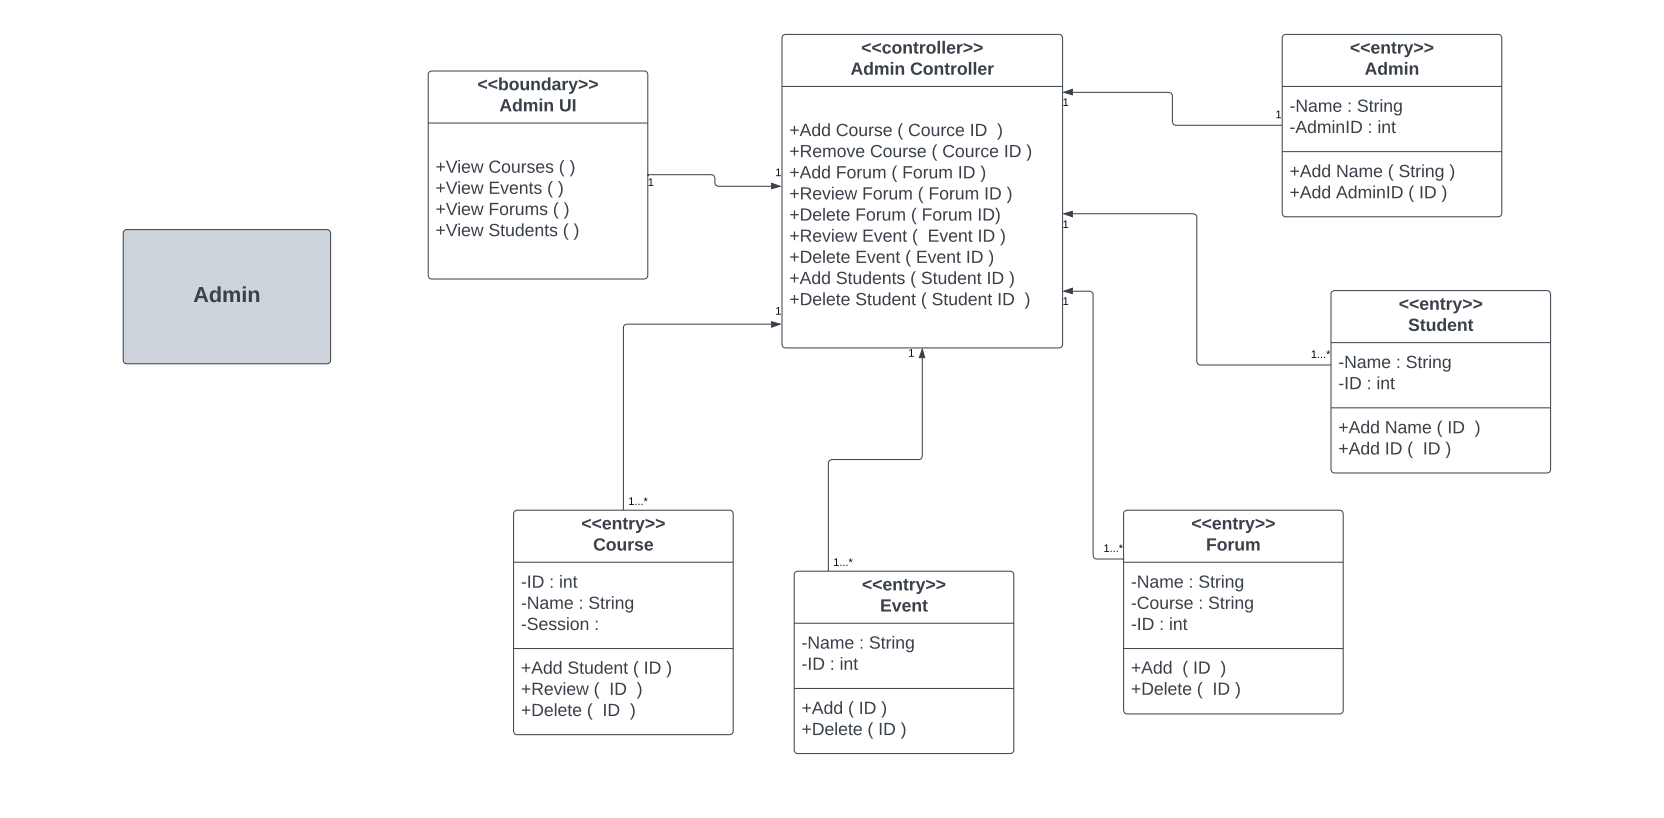 Admin
<<boundary>>
Admin UI
+View Courses ( )
+View Events ( )
+View Forums ( )
+View Students ( )
1
1
<<controller>>
Admin Controller
+Add Course ( Cource ID  )
+Remove Course ( Cource ID )
+Add Forum ( Forum ID )
+Review Forum ( Forum ID )
+Delete Forum ( Forum ID)
+Review Event (  Event ID )
+Delete Event ( Event ID )
+Add Students ( Student ID )
+Delete Student ( Student ID  )
1
1
1
1
1
<<entry>>
Admin
-Name : String
-AdminID : int
+Add Name ( String )
+Add AdminID ( ID )
1
<<entry>>
Student
-Name : String
-ID : int
+Add Name ( ID  )
+Add ID (  ID )
1...*
<<entry>>
Course
-ID : int
-Name : String
-Session :
+Add Student ( ID )
+Review (  ID  )
+Delete (  ID  )
1...*
<<entry>>
Event
-Name : String
-ID : int
+Add ( ID )
+Delete ( ID )
1...*
<<entry>>
Forum
-Name : String
-Course : String
-ID : int
+Add  ( ID  )
+Delete (  ID )
1...*